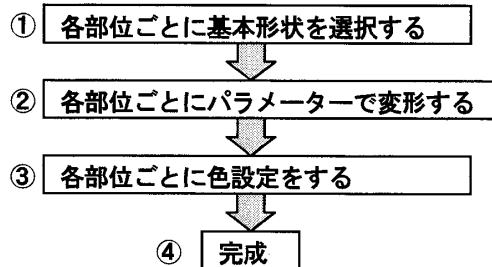 ① 各部位ごとに基本形状を選択する
② 各部位ごとにパラメーターで変形する
③ 各部位ごとに色設定をする
④ 完成